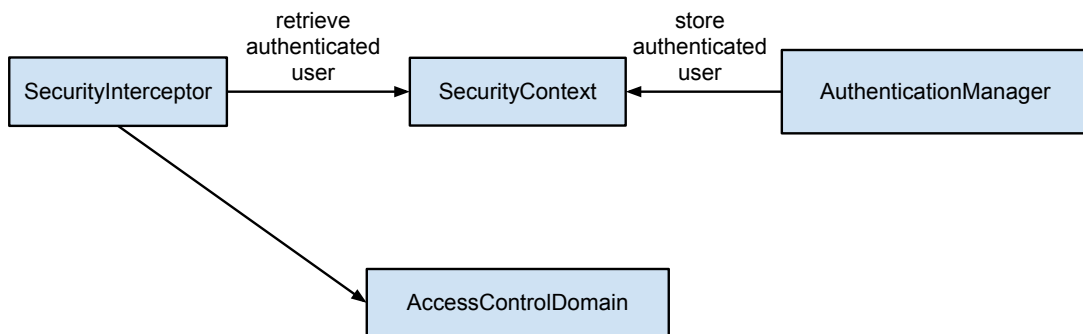 retrieve
authenticated
user
store
authenticated
user
SecurityInterceptor
SecurityContext
AuthenticationManager
AccessControlDomain